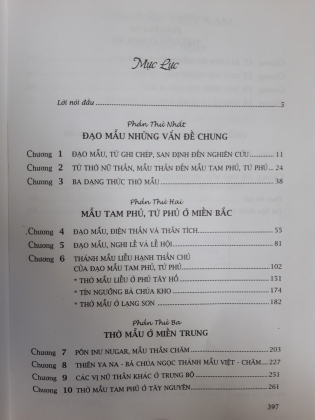 Mục Lục
Lời nói đầu 5
Phần Thứ Nhất
ĐẠO MẪU NHỮNG VẤN ĐỀ CHUNG
Chương 1 ĐẠO MẪU, TỪ GHI CHÉP, SAN ĐỊNH ĐẾN NGHIÊN CỨU 11
Chương 2 TỪ THỜ NỮ THẦN, MẪU THẦN ĐẾN MẪU TAM PHỦ, TỨ PHỦ 24
Chương 3 BA DẠNG THỨC THỜ MẪU 38
Phần Thứ Hai
MẪU TAM PHỦ, TỨ PHỦ Ở MIỀN BẮC
Chương 4 ĐẠO MẪU, ĐIỆN THẦN VÀ THẦN TÍCH 55
Chương 5 ĐẠO MẪU, NGHI LỄ VÀ LỄ HỘI 81
Chương 6 THÁNH MẪU LIỄU HẠNH THẦN CHỦ
CỦA ĐẠO MẪU TAM PHỦ, TỨ PHỦ 102
* THỜ MẪU LIỄU Ở PHỦ TÂY HỒ 151
* TÍN NGƯỠNG BÀ CHÚA KHO 174
* THỜ MẪU Ở LẠNG SƠN 182
Phần Thứ Ba
THỜ MẪU Ở MIỀN TRUNG
Chương 7 PÔN INU NUGAR, MẪU THẦN CHĂM 207
Chương 8 THIÊN YA NA - BÀ CHÚA NGỌC THÁNH MẪU VIỆT - CHĂM 227
Chương 9 CÁC VỊ NỮ THẦN KHÁC Ở TRUNG BỘ 251
Chương 10 THỜ MẪU TAM PHỦ Ở TÂY NGUYÊN 261
397